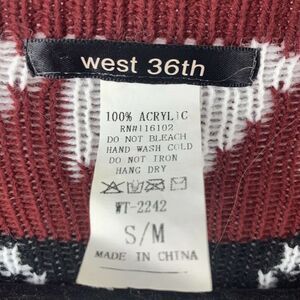 west 36th
100% ACRYLIC
RN#116102
DO NOT BLEACH
HAND WASH COLD
DO NOT IRON
HANG DRY
WT-2242
S/M
MADE IN CHINA